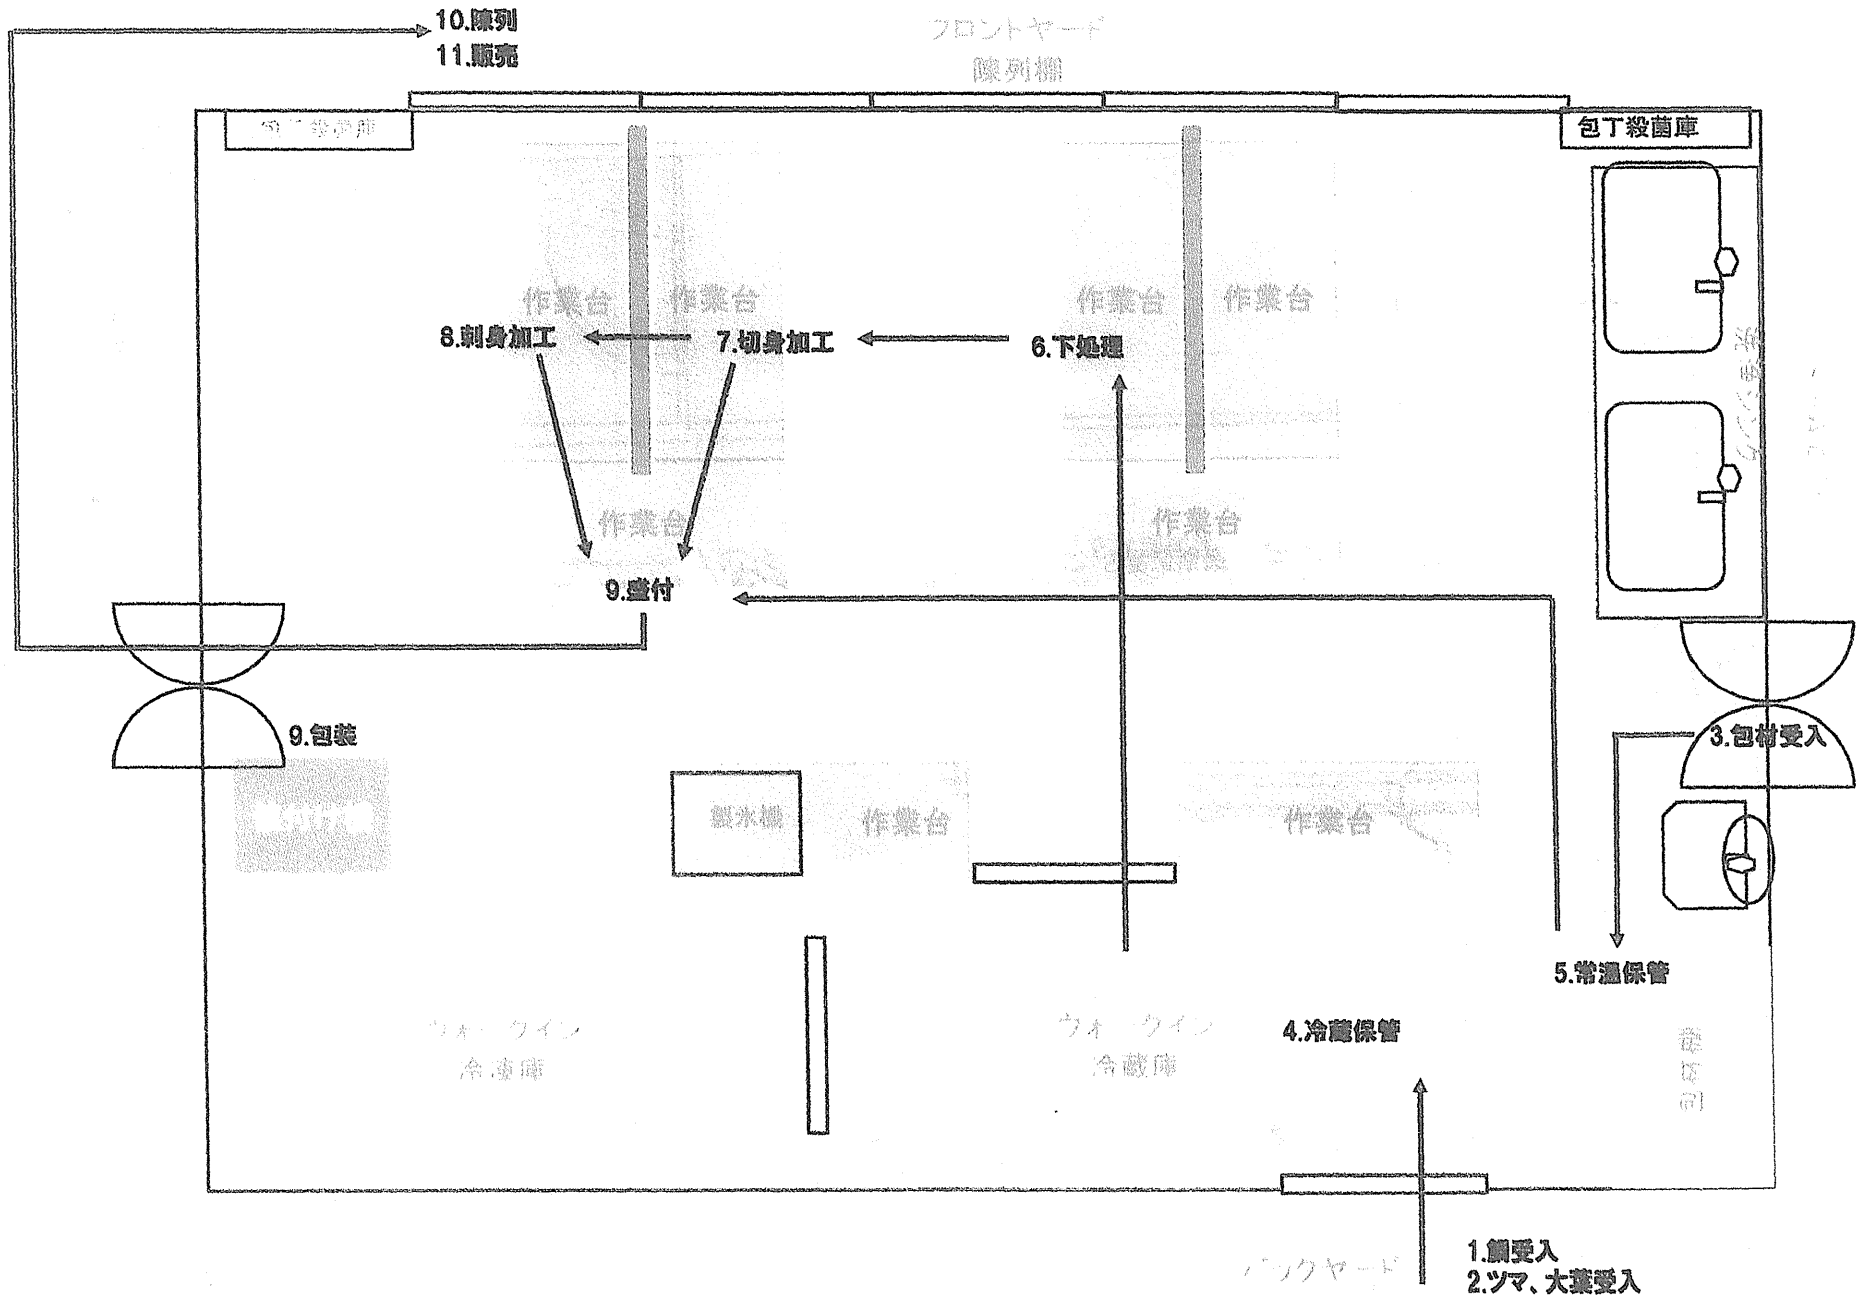 10.陳列
11.販売
フロントヤード
陳列棚
包丁殺菌庫
作業台
作業台
作業台
作業台
8.刺身加工
7.切身加工
6.下処理
作業台
作業台
9.盛付
9.包装
3.包材受入
製氷機
作業台
作業台
5.常温保管
ウォークイン
冷凍庫
ウォークイン
冷蔵庫
4.冷蔵保管
包材棚
バックヤード
1.鯛受入
2.ツマ、大葉受入